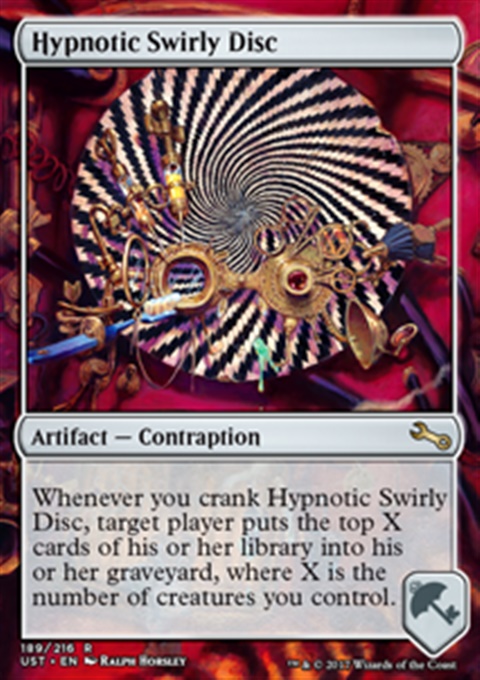 Hypnotic Swirly Disc
Artifact — Contraption
Whenever you crank Hypnotic Swirly
Disc, target player puts the top X
cards of his or her library into his
or her graveyard, where X is the
number of creatures you control.
189/216 R
UST • EN Ralph Horsley
™ & © 2017 Wizards of the Coast